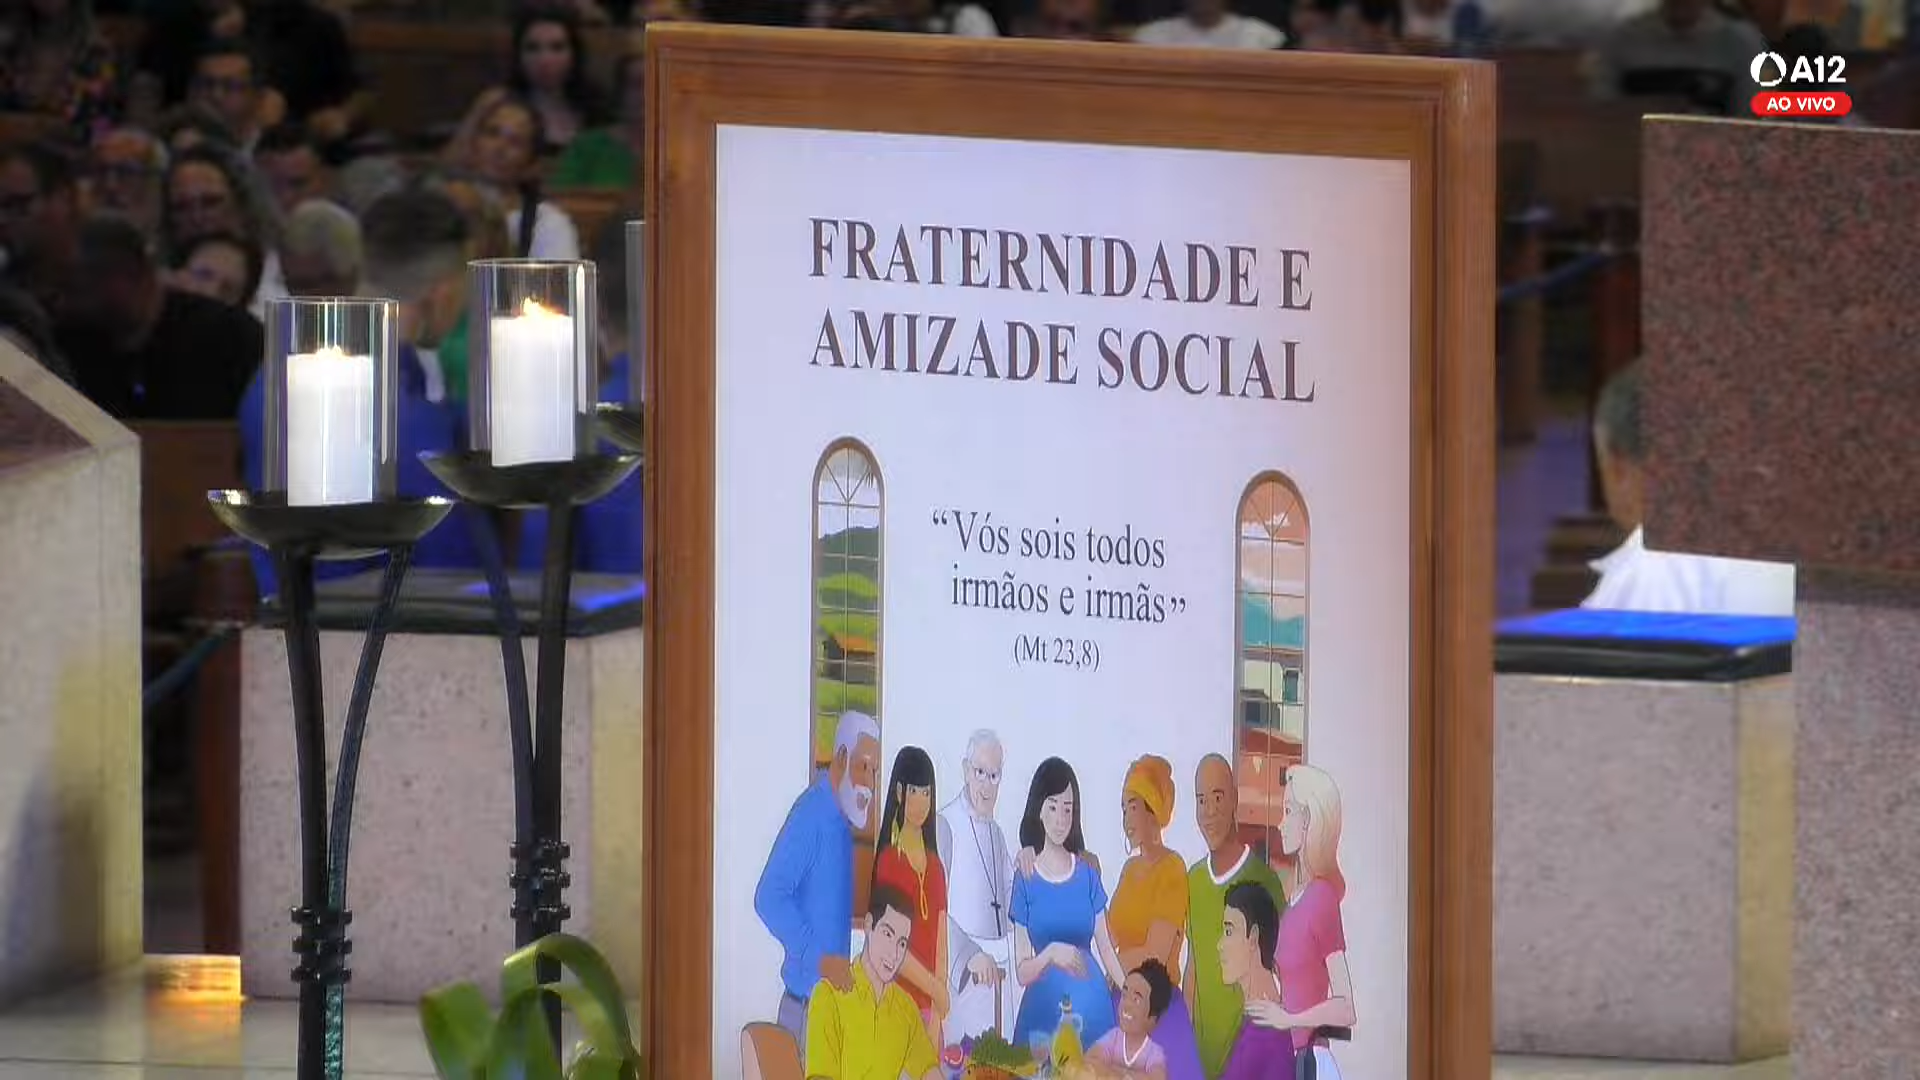 A12
AO VIVO
FRATERNIDADE E
AMIZADE SOCIAL
“Vós sois todos
irmãos e irmãs”
(Mt 23,8)